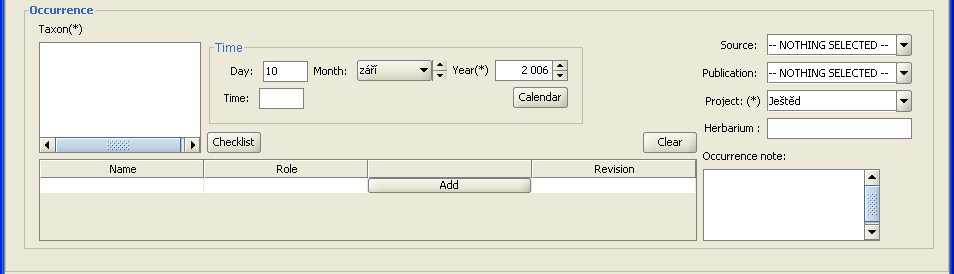 Occurrence
Taxon(*)
Time
Day: 10 Month: září Year(*) 2 006
Time: Calendar
Checklist Clear
Source: -- NOTHING SELECTED --
Publication: -- NOTHING SELECTED --
Project: (*) Ještěd
Herbarium :
Occurrence note:
Name Role Revision
Add